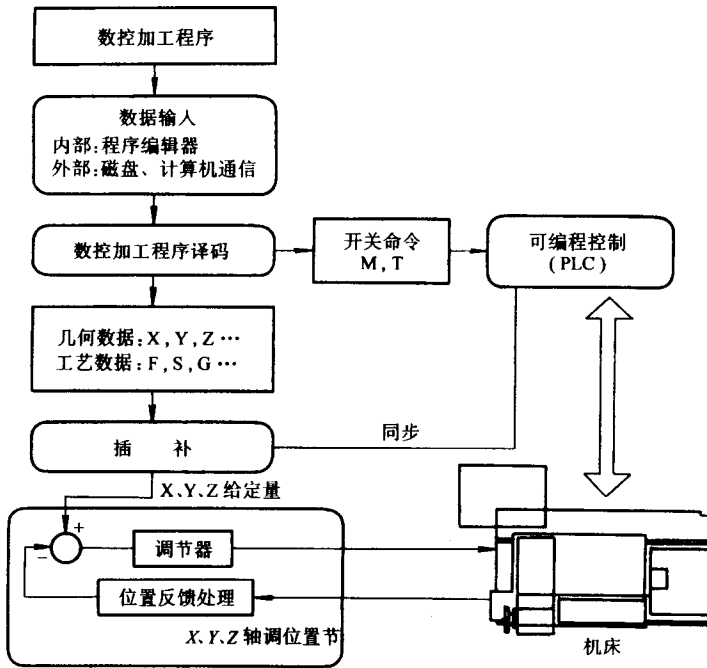 数控加工程序
数据输入
内部:程序编辑器
外部:磁盘、计算机通信
数控加工程序译码
开关命令
M,T
可编程控制
(PLC)
几何数据:X,Y,Z…
工艺数据:F,S,G…
插 补
同步
X、Y、Z 给定量
+
−
调节器
位置反馈处理
X、Y、Z 轴调位置节
机床